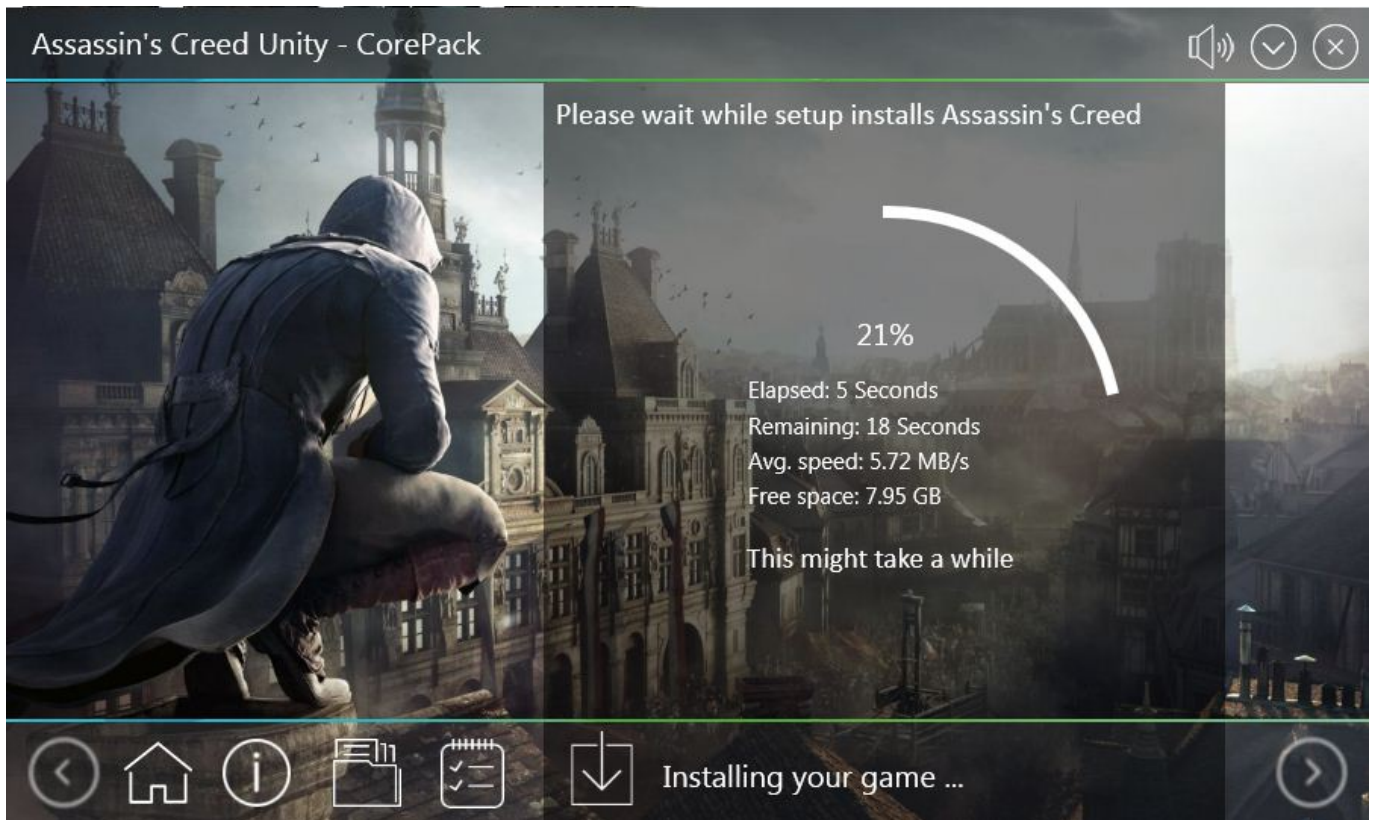 Assassin's Creed Unity - CorePack
Please wait while setup installs Assassin's Creed
21%
Elapsed: 5 Seconds
Remaining: 18 Seconds
Avg. speed: 5.72 MB/s
Free space: 7.95 GB
This might take a while
Installing your game ...